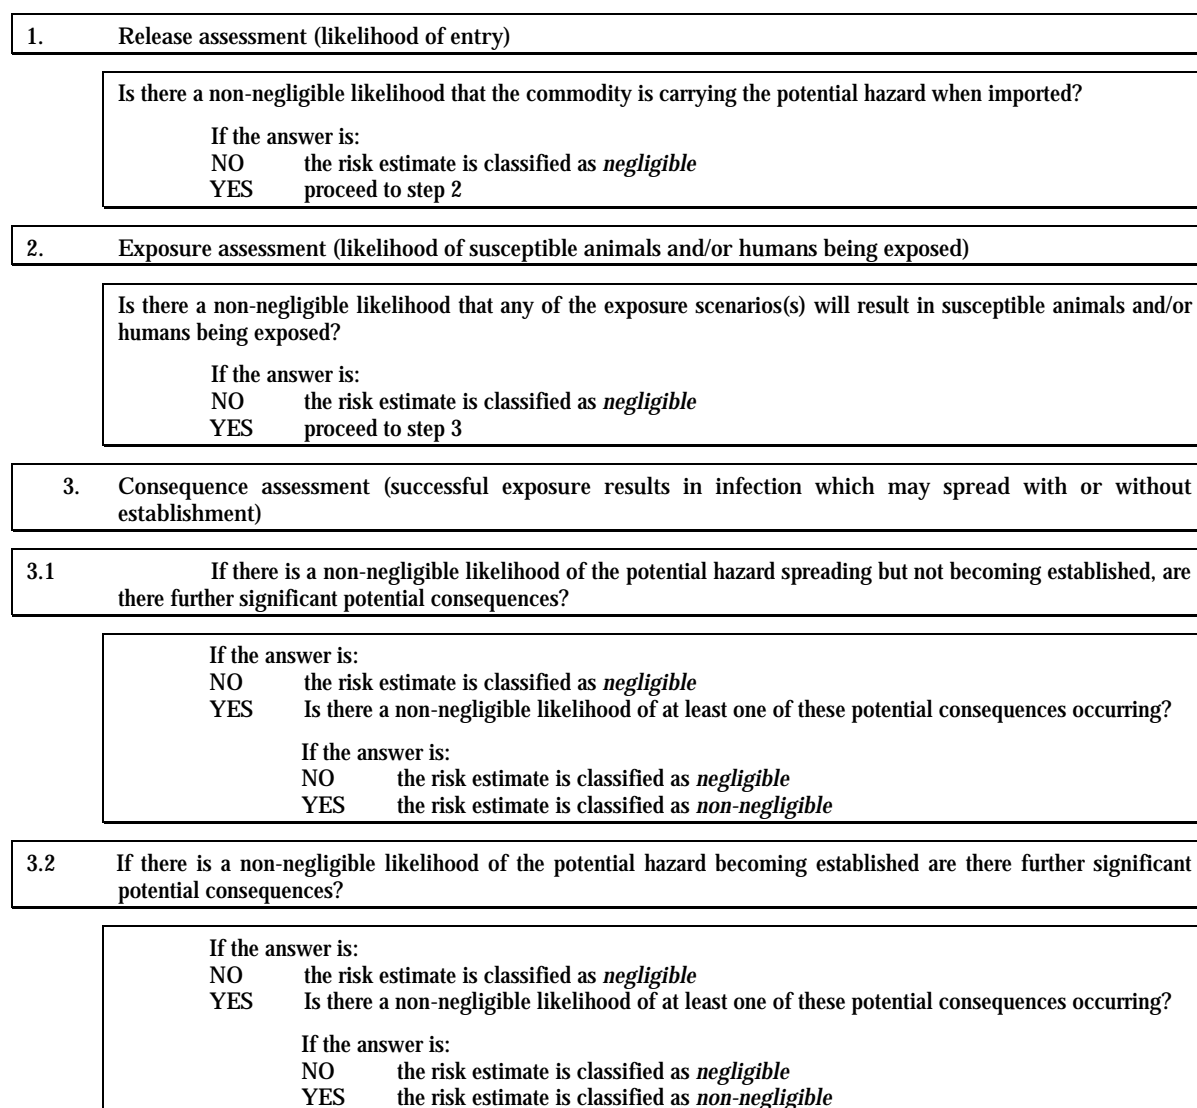 1. Release assessment (likelihood of entry)
Is there a non-negligible likelihood that the commodity is carrying the potential hazard when imported?
If the answer is:
NO the risk estimate is classified as negligible
YES proceed to step 2
2. Exposure assessment (likelihood of susceptible animals and/or humans being exposed)
Is there a non-negligible likelihood that any of the exposure scenarios(s) will result in susceptible animals and/or
humans being exposed?
If the answer is:
NO the risk estimate is classified as negligible
YES proceed to step 3
3. Consequence assessment (successful exposure results in infection which may spread with or without
establishment)
3.1 If there is a non-negligible likelihood of the potential hazard spreading but not becoming established, are
there further significant potential consequences?
If the answer is:
NO the risk estimate is classified as negligible
YES Is there a non-negligible likelihood of at least one of these potential consequences occurring?
If the answer is:
NO the risk estimate is classified as negligible
YES the risk estimate is classified as non-negligible
3.2 If there is a non-negligible likelihood of the potential hazard becoming established are there further significant
potential consequences?
If the answer is:
NO the risk estimate is classified as negligible
YES Is there a non-negligible likelihood of at least one of these potential consequences occurring?
If the answer is:
NO the risk estimate is classified as negligible
YES the risk estimate is classified as non-negligible